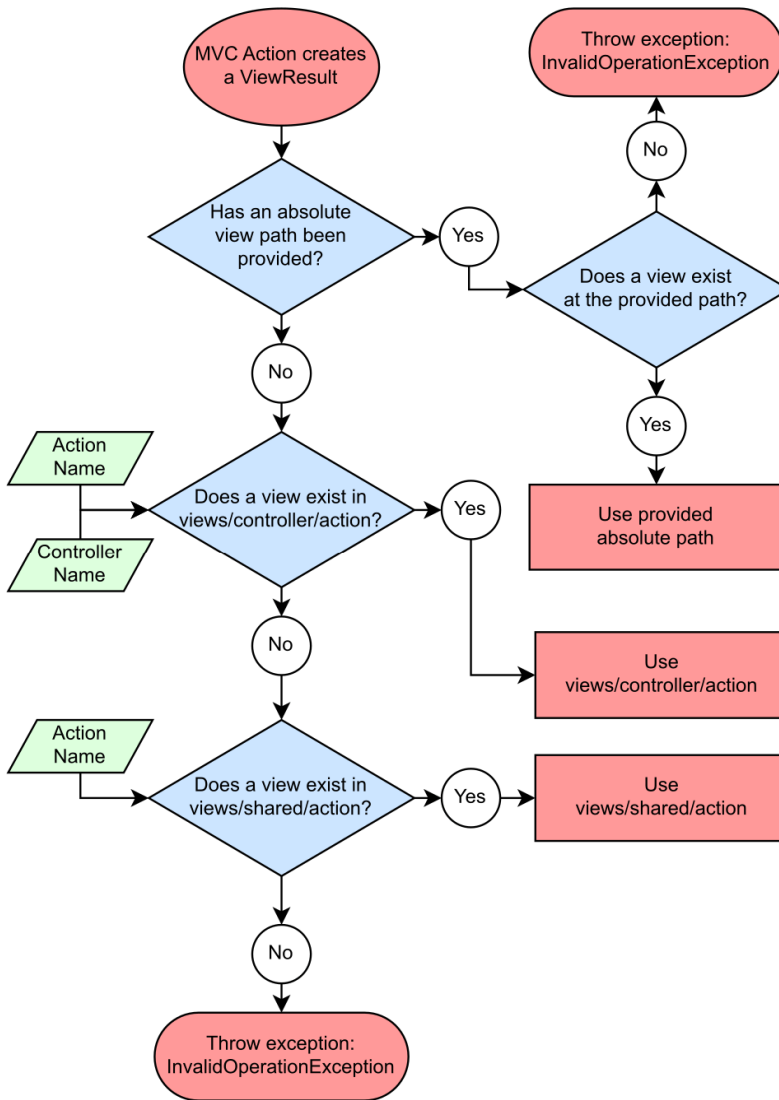 MVC Action creates
a ViewResult
Throw exception:
InvalidOperationException
No
Has an absolute
view path been
provided?
Yes
Does a view exist
at the provided path?
No
Yes
Action
Name
Does a view exist in
views/controller/action?
Yes
Use provided
absolute path
Controller
Name
No
Use
views/controller/action
Action
Name
Does a view exist in
views/shared/action?
Yes
Use
views/shared/action
No
Throw exception:
InvalidOperationException